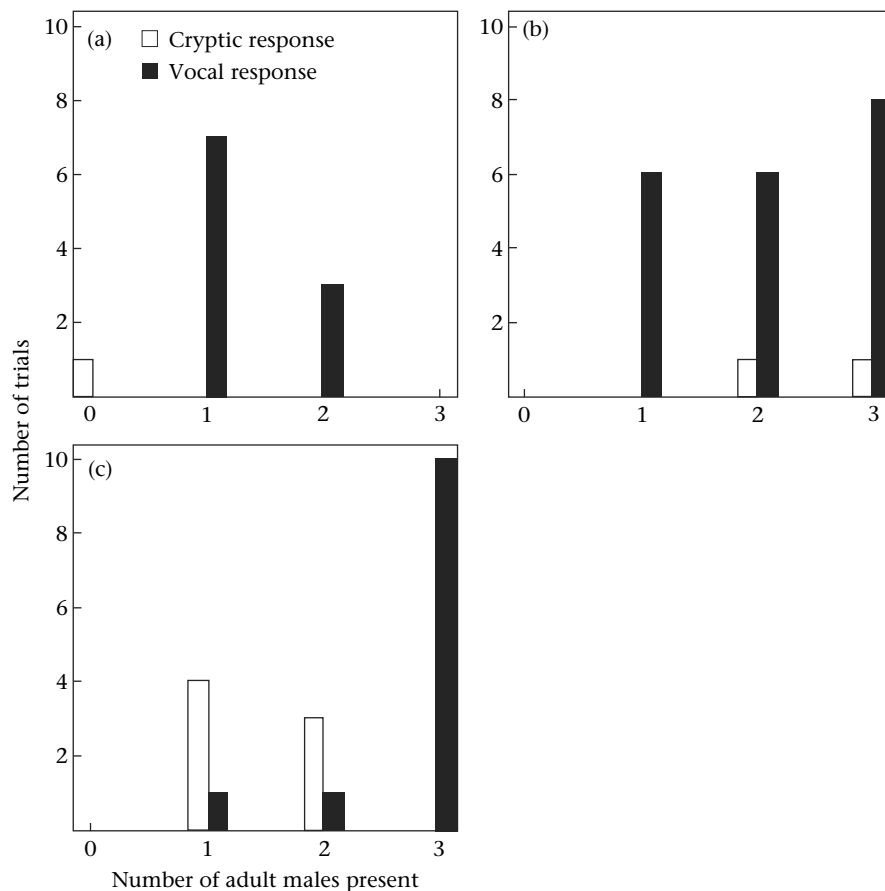 Number of trials
(a)
Cryptic response
Vocal response
10
8
6
4
2
0 1 2 3
(b)
10
8
6
4
2
0 1 2 3
(c)
10
8
6
4
2
0 1 2 3
Number of adult males present